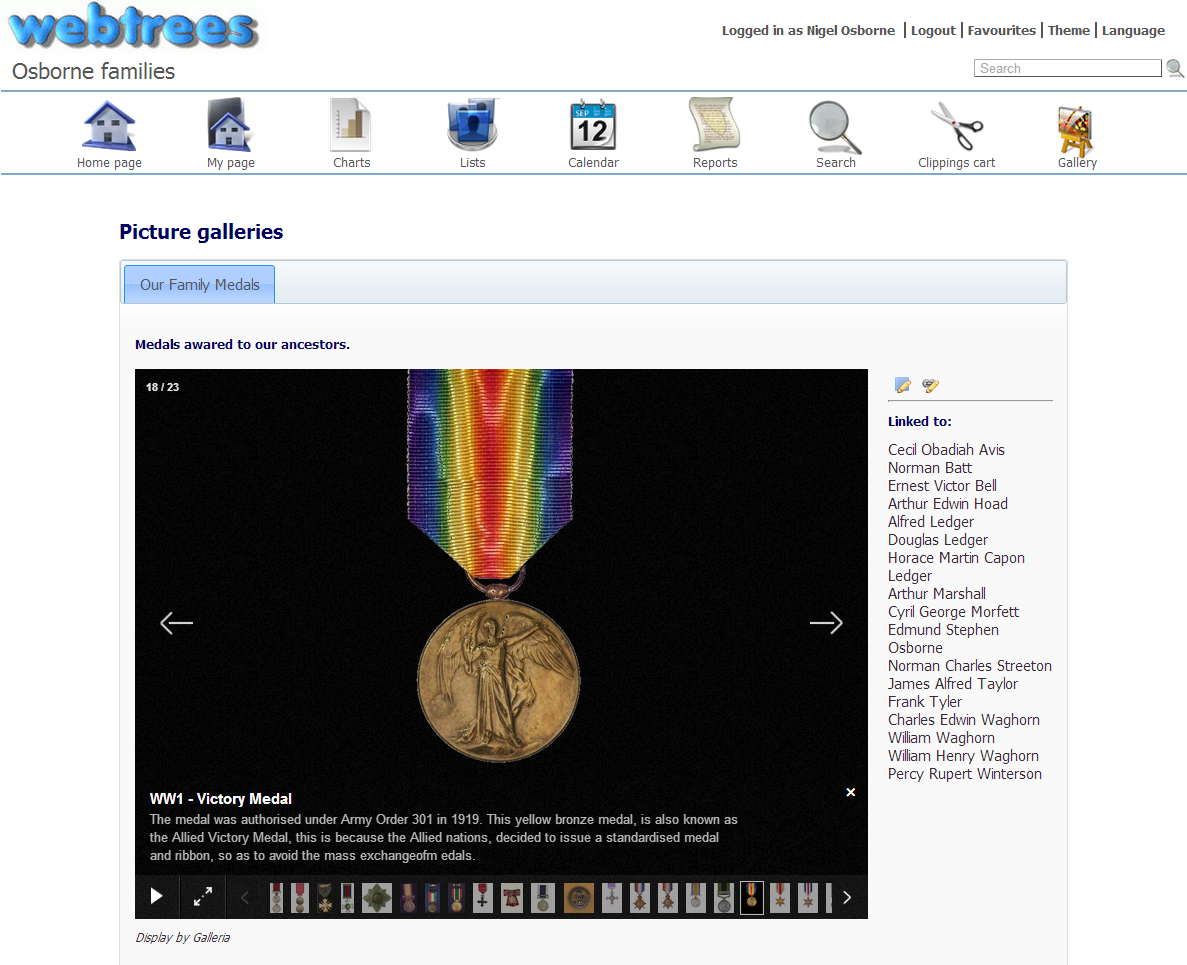 webtrees
Logged in as Nigel Osborne | Logout | Favourites | Theme | Language
Osborne families
Search
SEP
12
Home page
My page
Charts
Lists
Calendar
Reports
Search
Clippings cart
Gallery
Picture galleries
Our Family Medals
Medals awared to our ancestors.
18 / 23
Linked to:
Cecil Obadiah Avis
Norman Batt
Ernest Victor Bell
Arthur Edwin Hoad
Alfred Ledger
Douglas Ledger
Horace Martin Capon
Ledger
Arthur Marshall
Cyril George Morfett
Edmund Stephen
Osborne
Norman Charles Streeton
James Alfred Taylor
Frank Tyler
Charles Edwin Waghorn
William Waghorn
William Henry Waghorn
Percy Rupert Winterson
WW1 - Victory Medal
The medal was authorised under Army Order 301 in 1919. This yellow bronze medal, is also known as
the Allied Victory Medal, this is because the Allied nations, decided to issue a standardised medal
and ribbon, so as to avoid the mass exchangeofm edals.
Display by Galleria